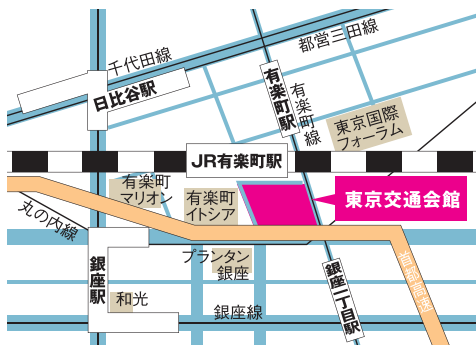 千代田線
都営三田線
日比谷駅
有楽町駅
有楽町線
東京国際
フォーラム
JR有楽町駅
有楽町
マリオン
有楽町
イトシア
東京交通会館
丸の内線
プランタン
銀座
首都高速
銀座駅
和光
銀座線
銀座一丁目駅